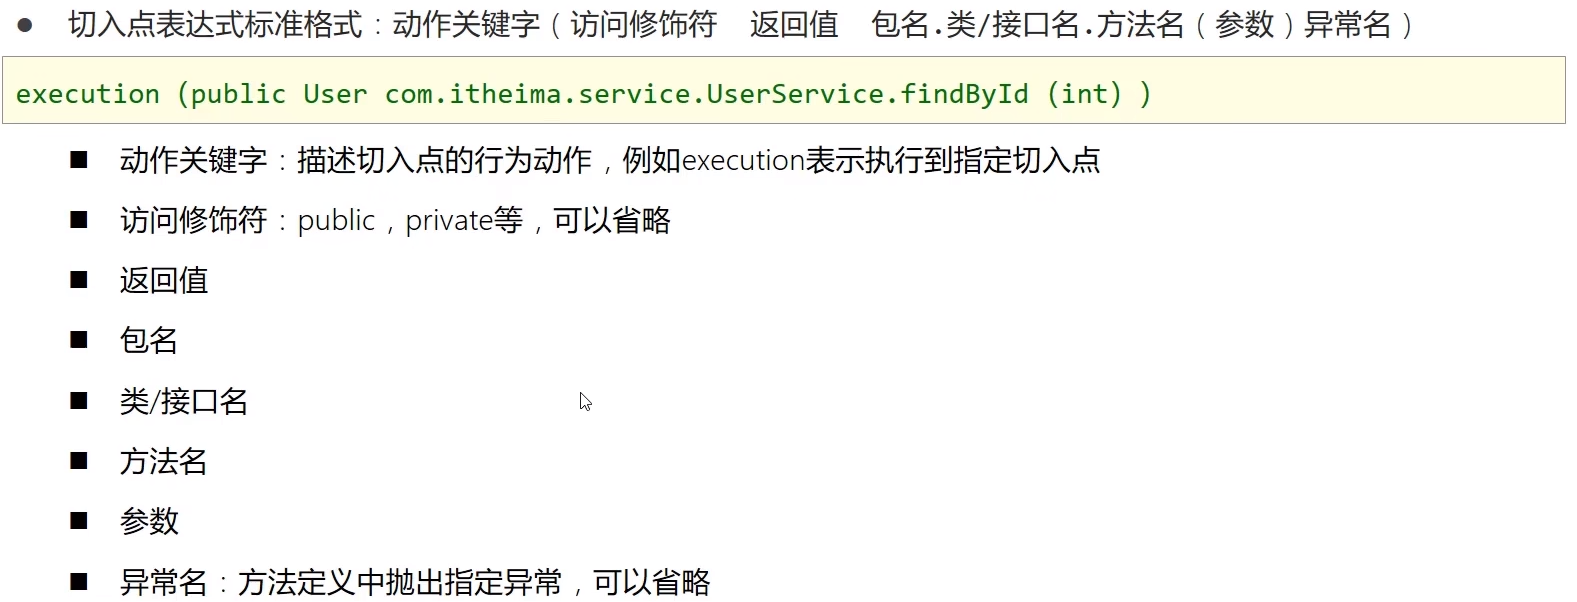 ● 切入点表达式标准格式：动作关键字（访问修饰符 返回值 包名.类/接口名.方法名（参数）异常名）
execution (public User com.itheima.service.UserService.findById (int) )
■ 动作关键字：描述切入点的行为动作，例如execution表示执行到指定切入点
■ 访问修饰符：public，private等，可以省略
■ 返回值
■ 包名
■ 类/接口名
■ 方法名
■ 参数
■ 异常名：方法定义中抛出指定异常，可以省略